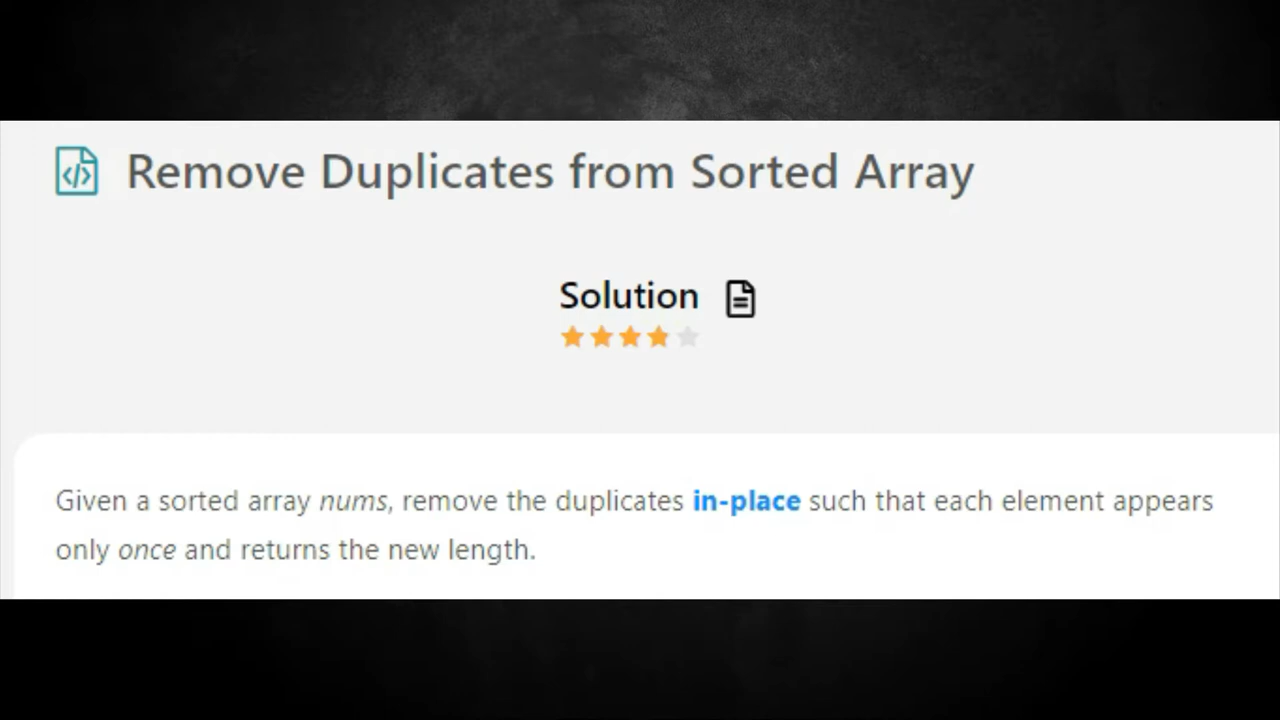 Remove Duplicates from Sorted Array
Solution
Given a sorted array nums, remove the duplicates in-place such that each element appears
only once and returns the new length.